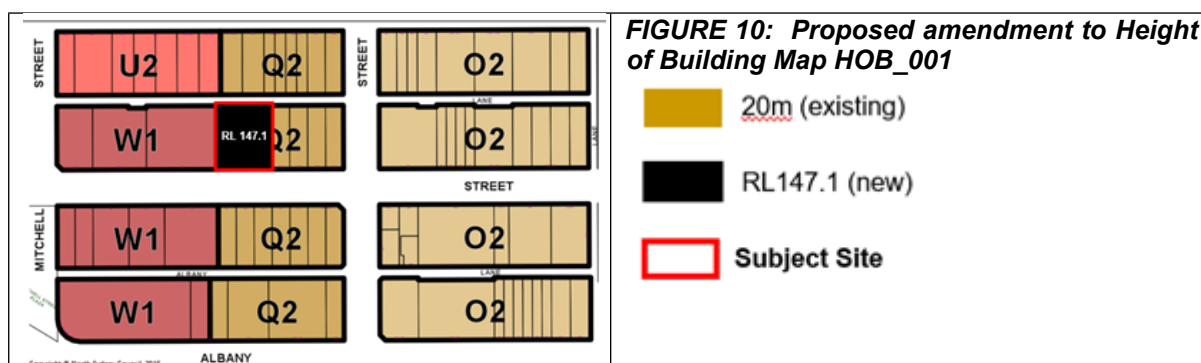 FIGURE 10: Proposed amendment to Height
of Building Map HOB_001
STREET
U2
Q2
STREET
O2
LANE
W1
RL 147.1
Q2
O2
LANE
STREET
MITCHELL
W1
Q2
O2
ALBANY
LANE
W1
Q2
O2
ALBANY
20m (existing)
RL147.1 (new)
Subject Site